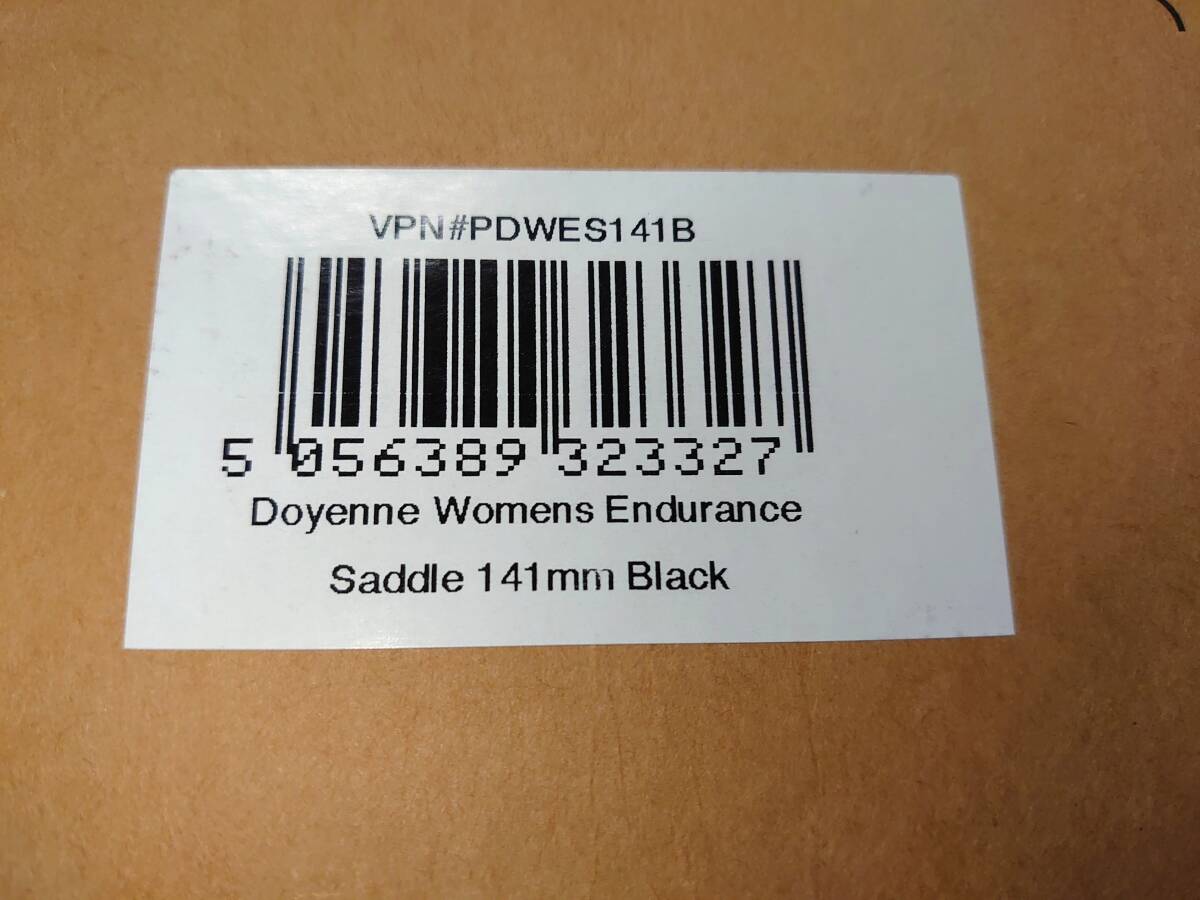 VPN#PDWES141B
5 056389 323327
Doyenne Womens Endurance
Saddle 141mm Black